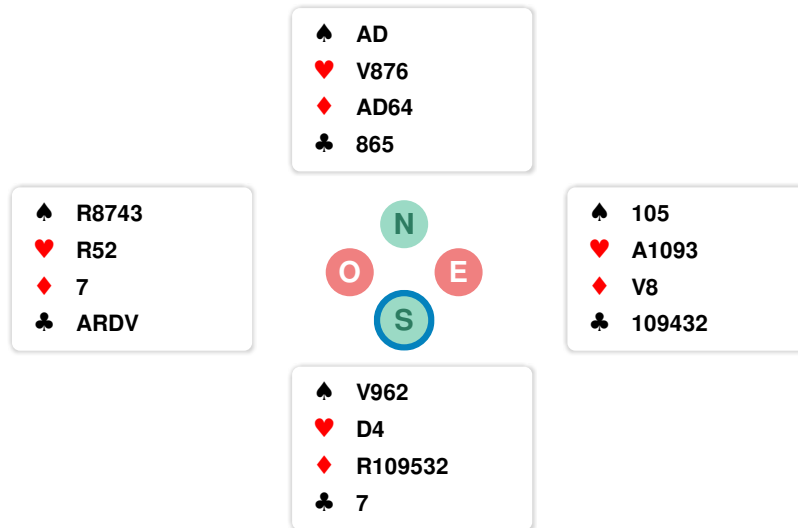 ♠ AD
♥ V876
♦ AD64
♣ 865
♠ R8743
♥ R52
♦ 7
♣ ARDV
N
O E
S
♠ 105
♥ A1093
♦ V8
♣ 109432
♠ V962
♥ D4
♦ R109532
♣ 7